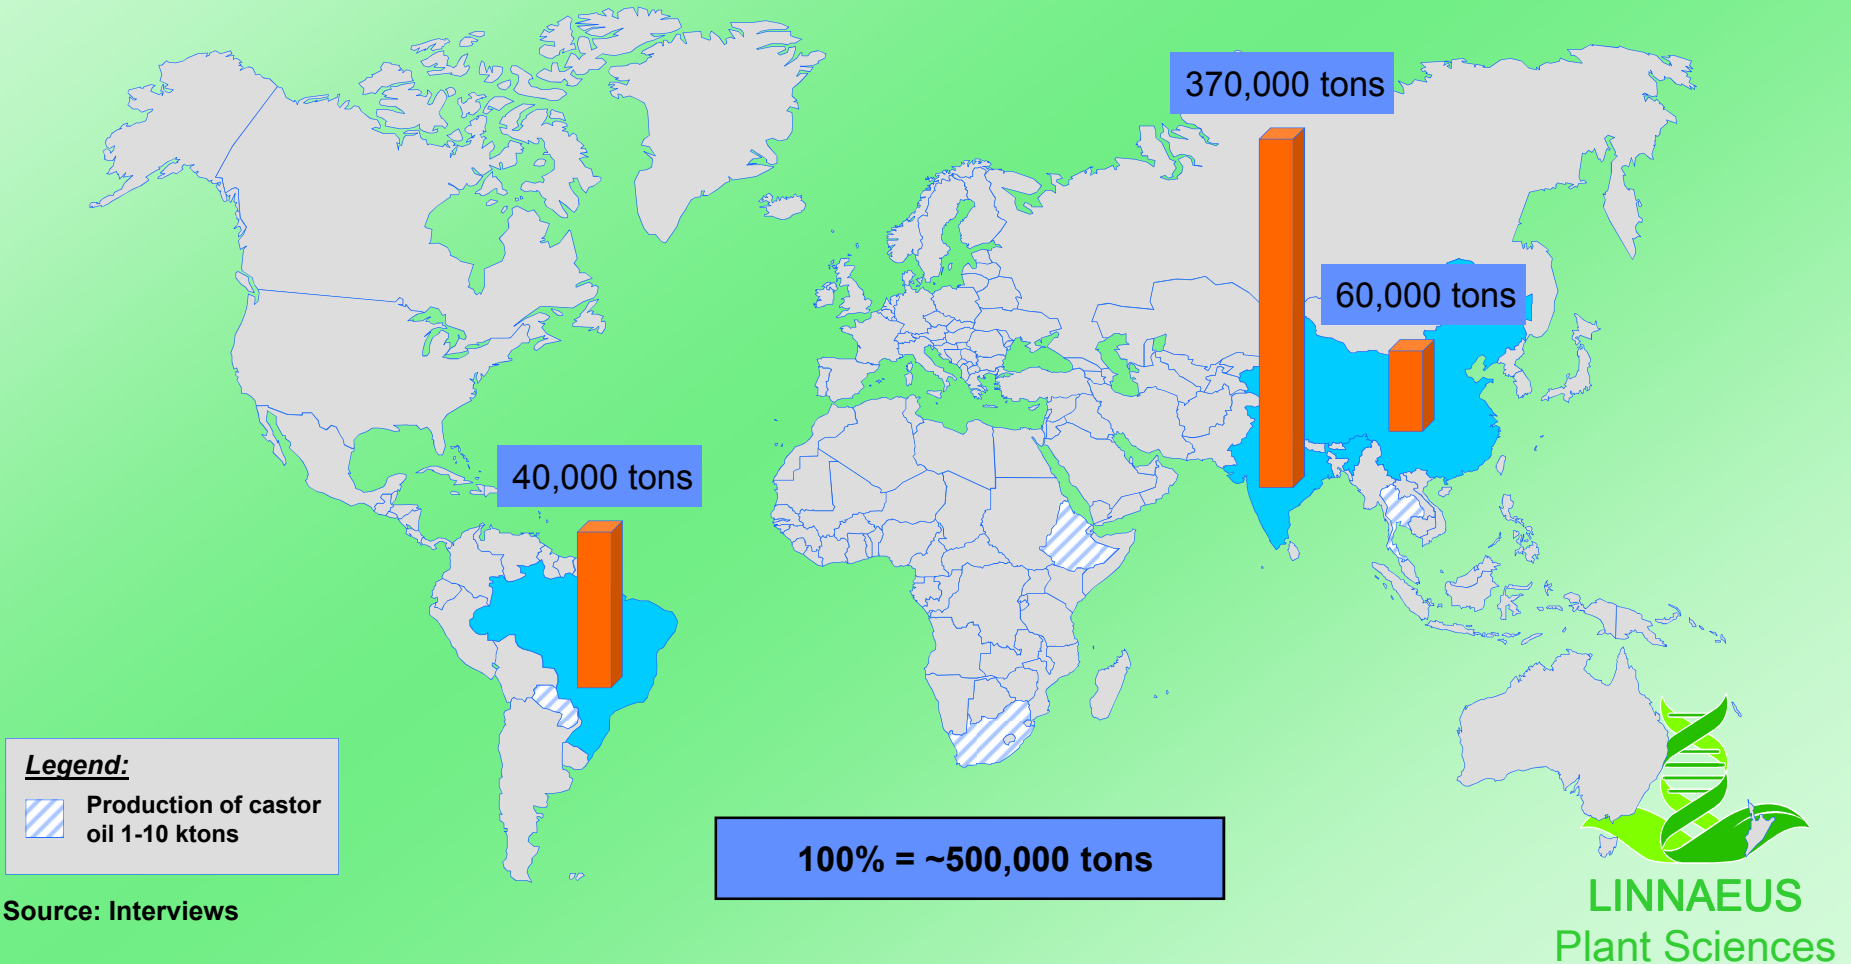 370,000 tons
60,000 tons
40,000 tons
Legend:
Production of castor
oil 1-10 ktons
100% = ~500,000 tons
Source: Interviews
LINNAEUS
Plant Sciences